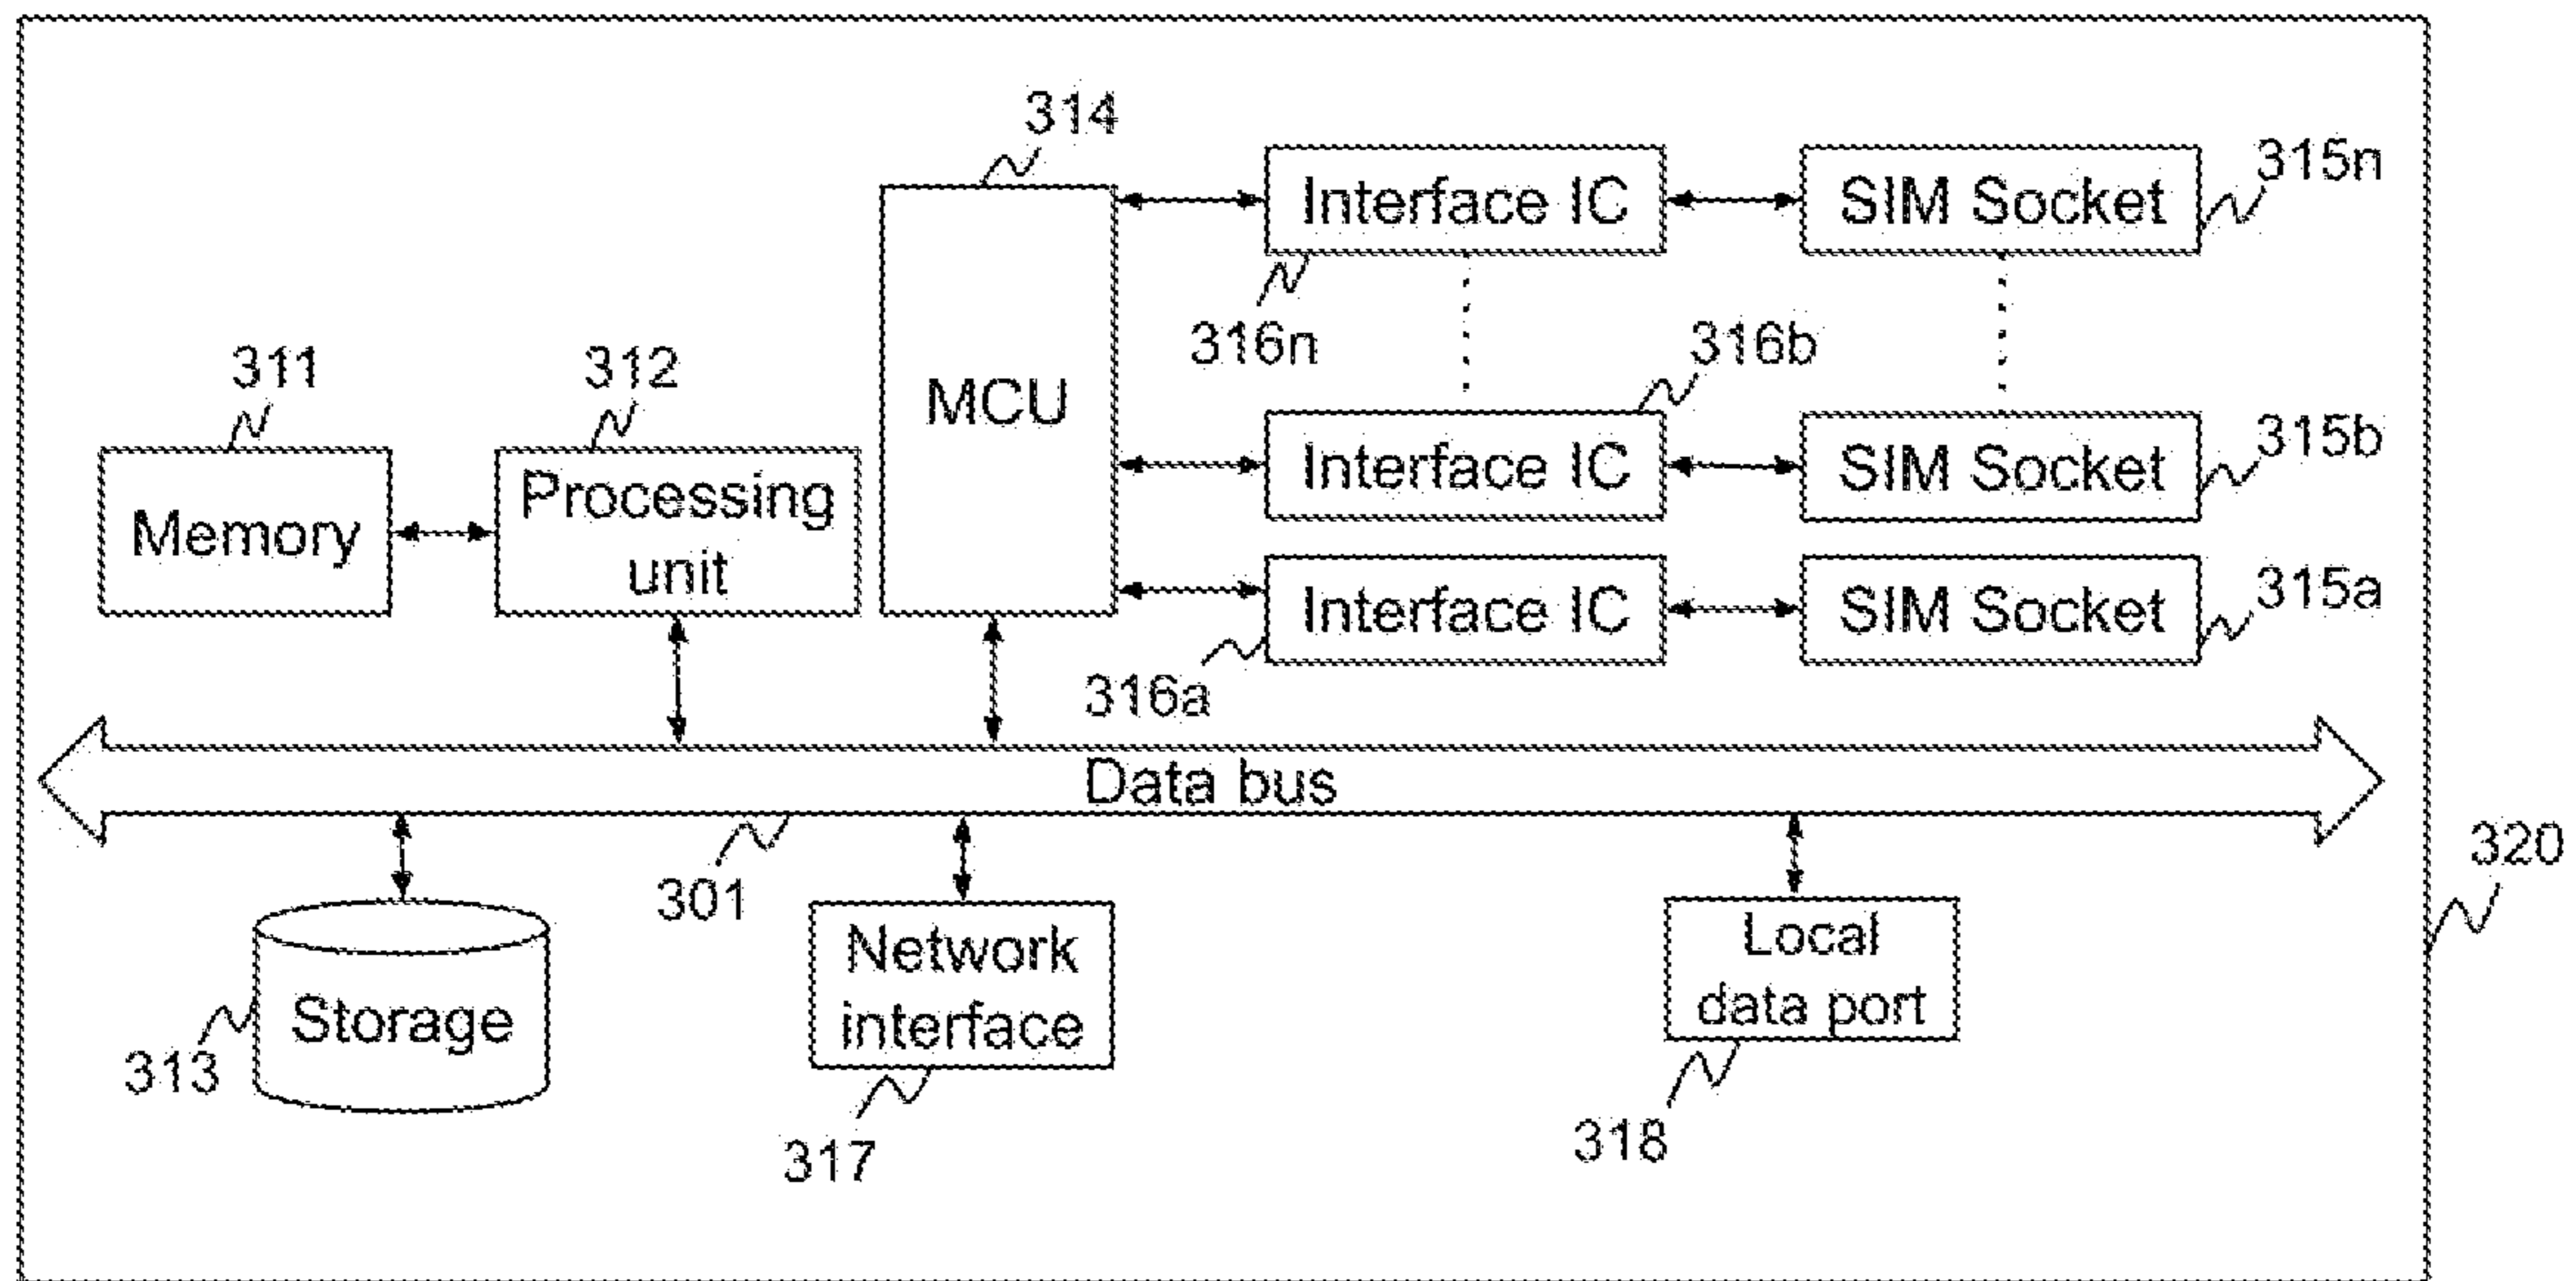 314
Interface IC
SIM Socket
315n
316n
316b
311
312
MCU
Interface IC
SIM Socket
315b
Memory
Processing
unit
Interface IC
SIM Socket
315a
316a
Data bus
301
320
Storage
313
Network
interface
317
Local
data port
318